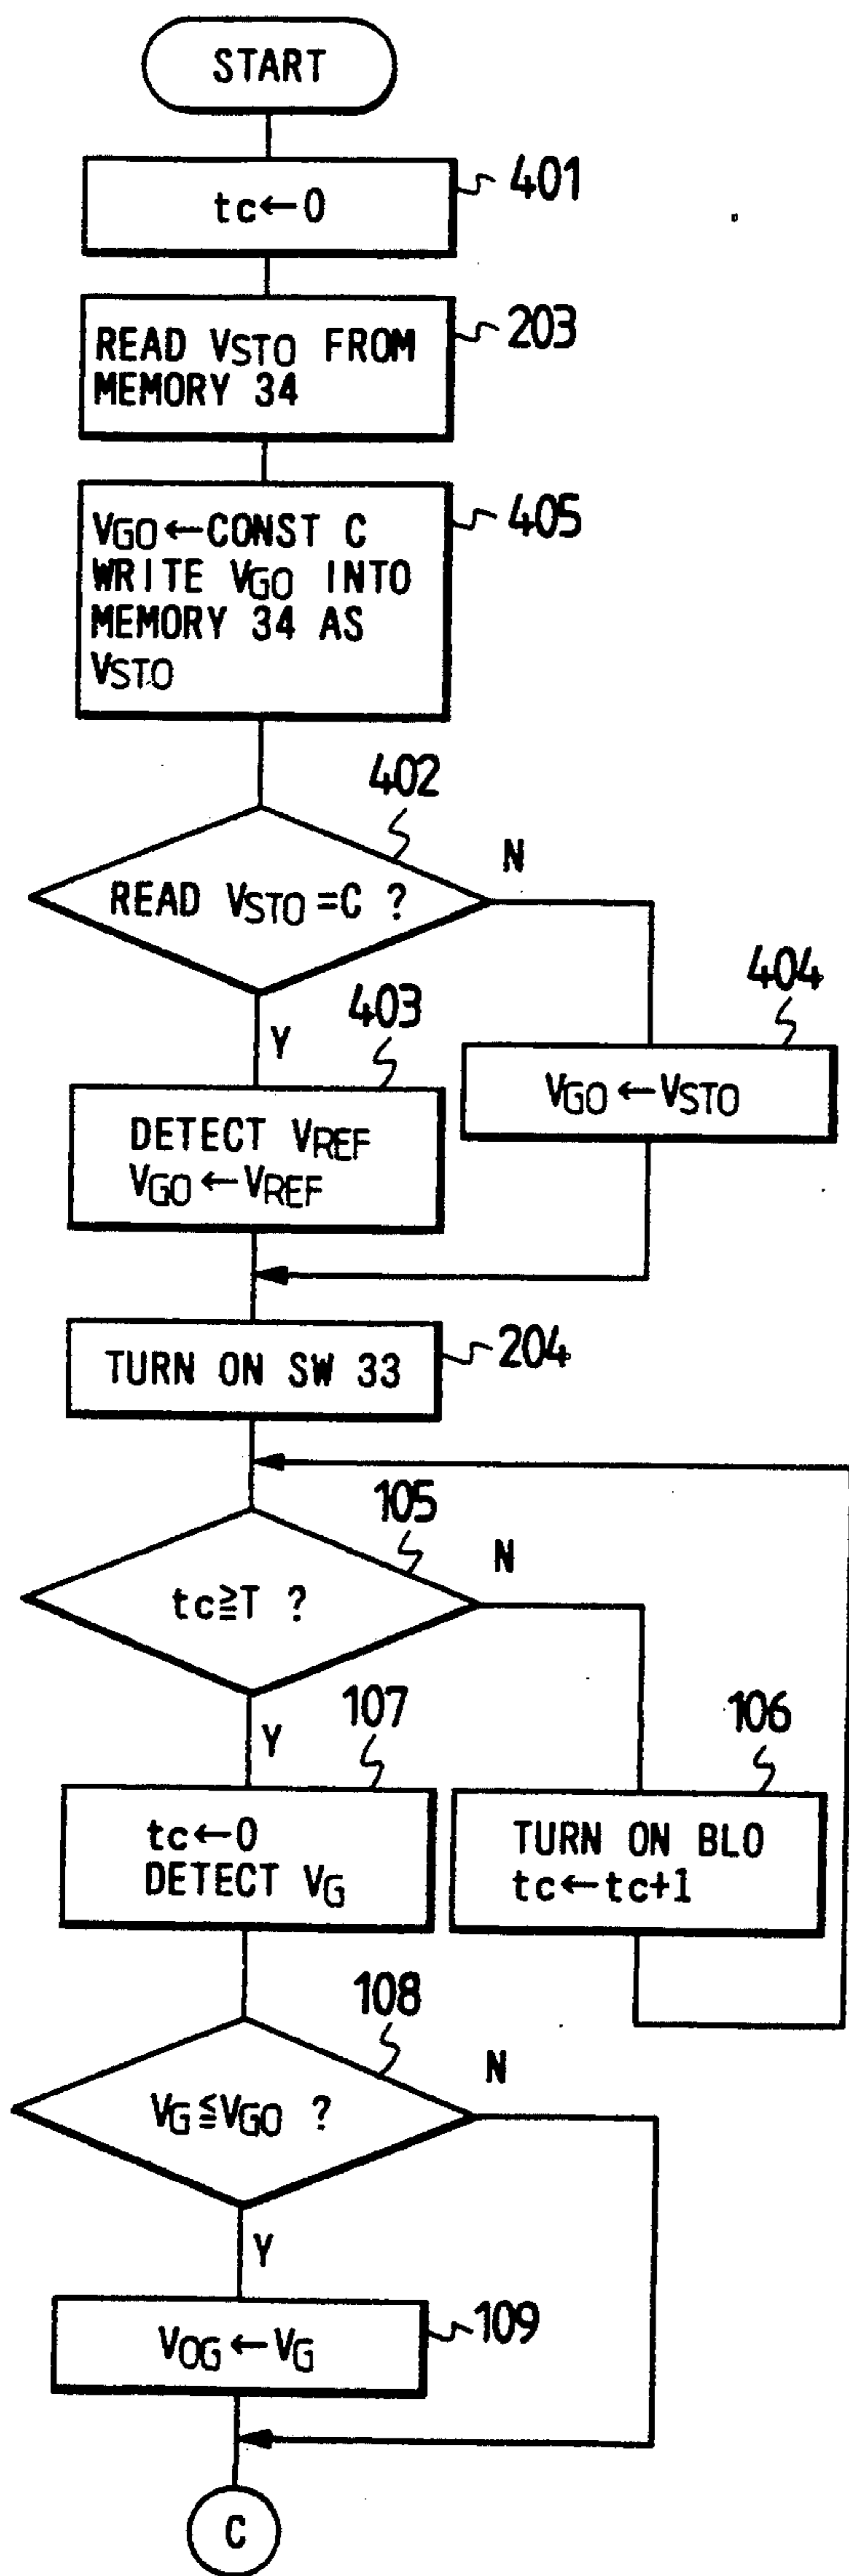 START
401
tc←0
203
READ VSTO FROM
MEMORY 34
405
VGO←CONST C
WRITE VGO INTO
MEMORY 34 AS
VSTO
402
READ VSTO=C ?
N
Y
403
404
DETECT VREF
VGO←VREF
VGO←VSTO
TURN ON SW 33
204
105
tc≧T ?
N
Y
107
106
tc←0
DETECT VG
TURN ON BLO
tc←tc+1
108
VG≦VGO ?
N
Y
VOG←VG
109
C